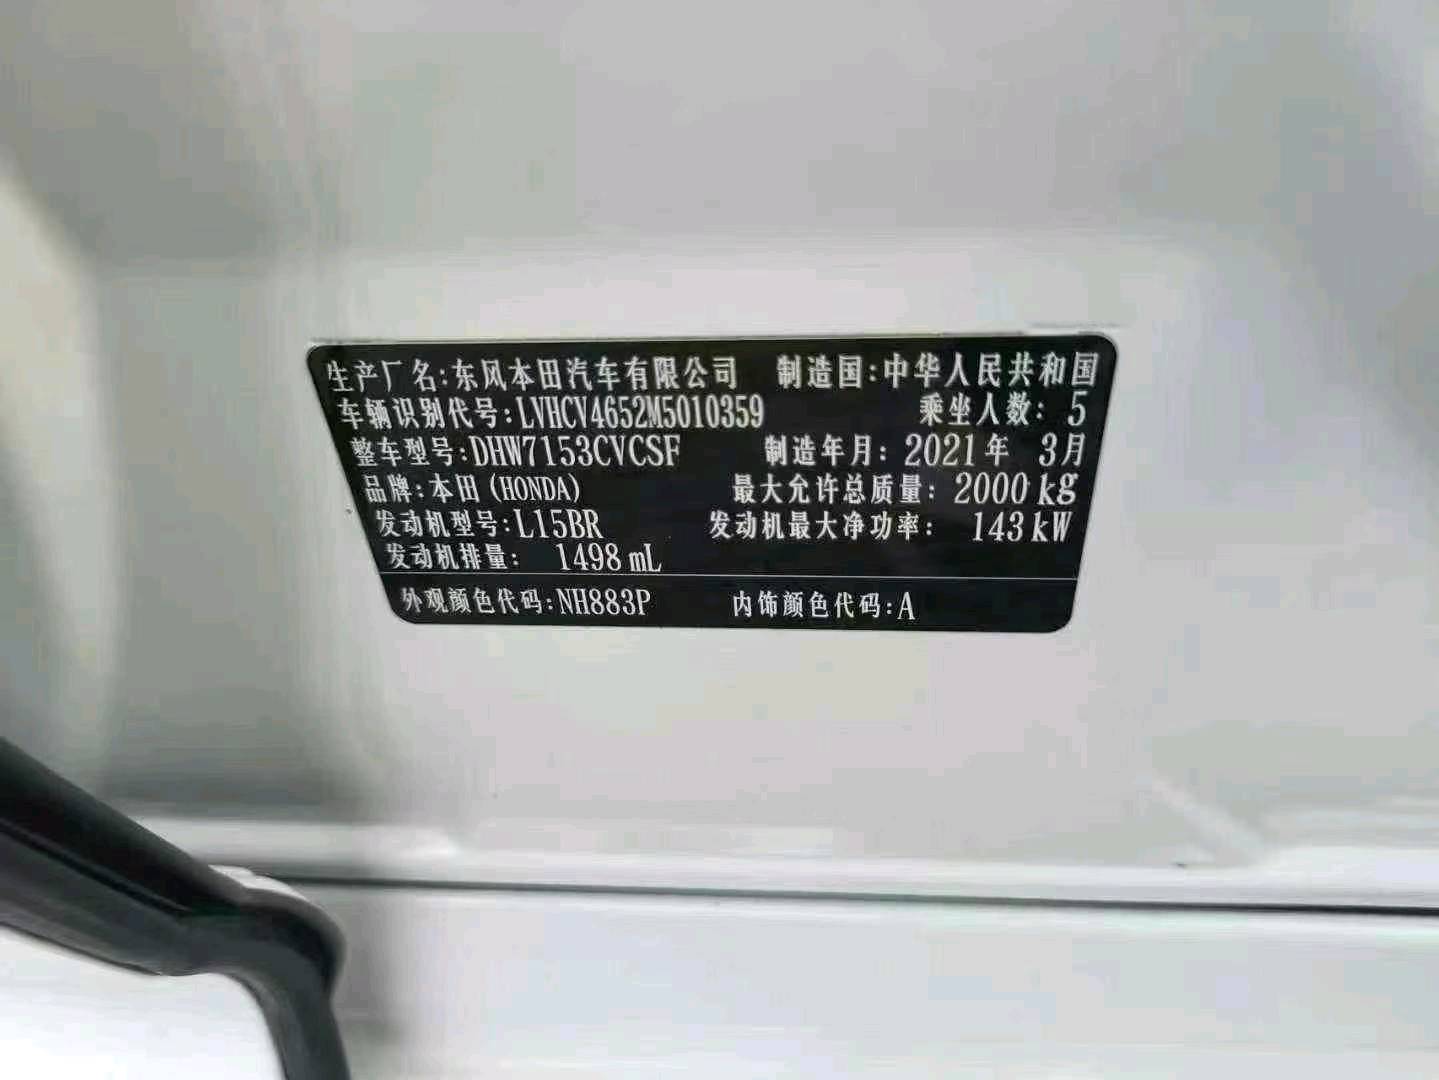 生产厂名:东风本田汽车有限公司 制造国:中华人民共和国
车辆识别代号:LVHCV4652M5010359 乘坐人数: 5
整车型号:DHW7153CVCSF 制造年月: 2021年 3月
品牌:本田(HONDA) 最大允许总质量: 2000kg
发动机型号:L15BR 发动机最大净功率: 143kW
发动机排量: 1498mL
外观颜色代码:NH883P 内饰颜色代码:A